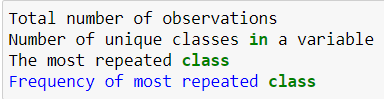 Total number of observations
Number of unique classes in a variable
The most repeated class
Frequency of most repeated class